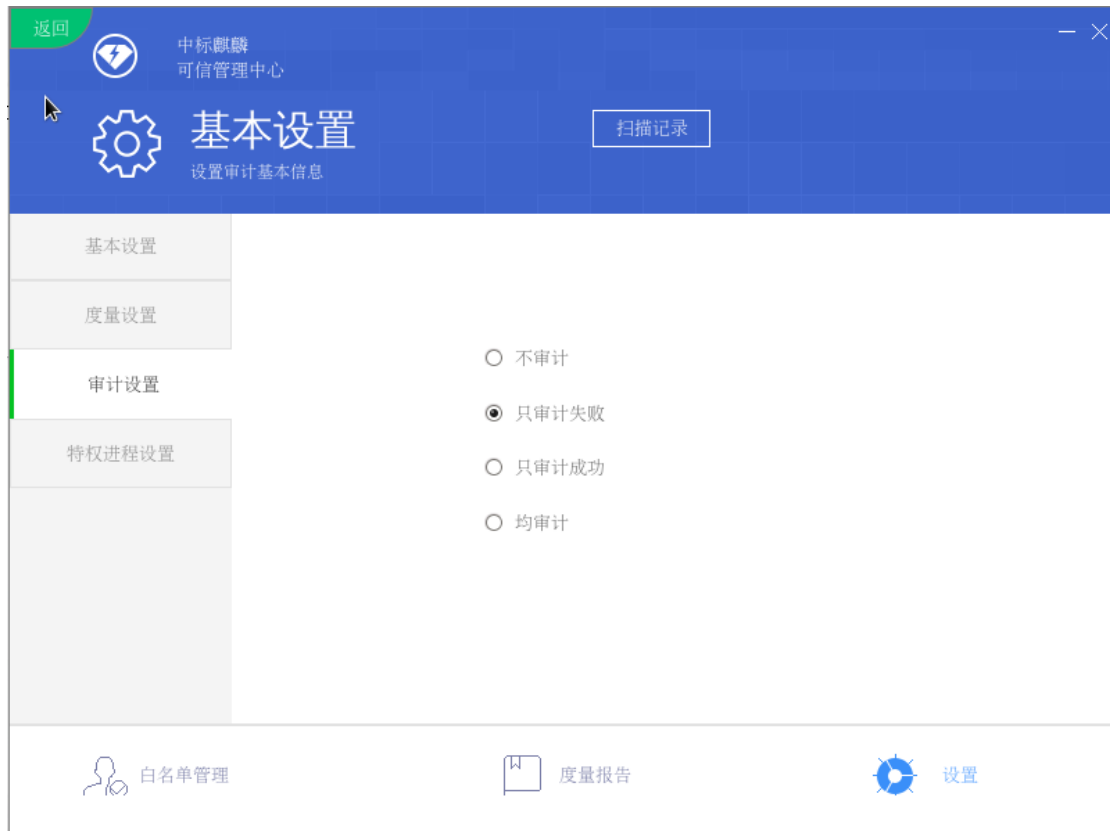 返回
中标麒麟
可信管理中心
基本设置
设置审计基本信息
扫描记录
基本设置
度量设置
审计设置
特权进程设置
不审计
只审计失败
只审计成功
均审计
白名单管理
度量报告
设置